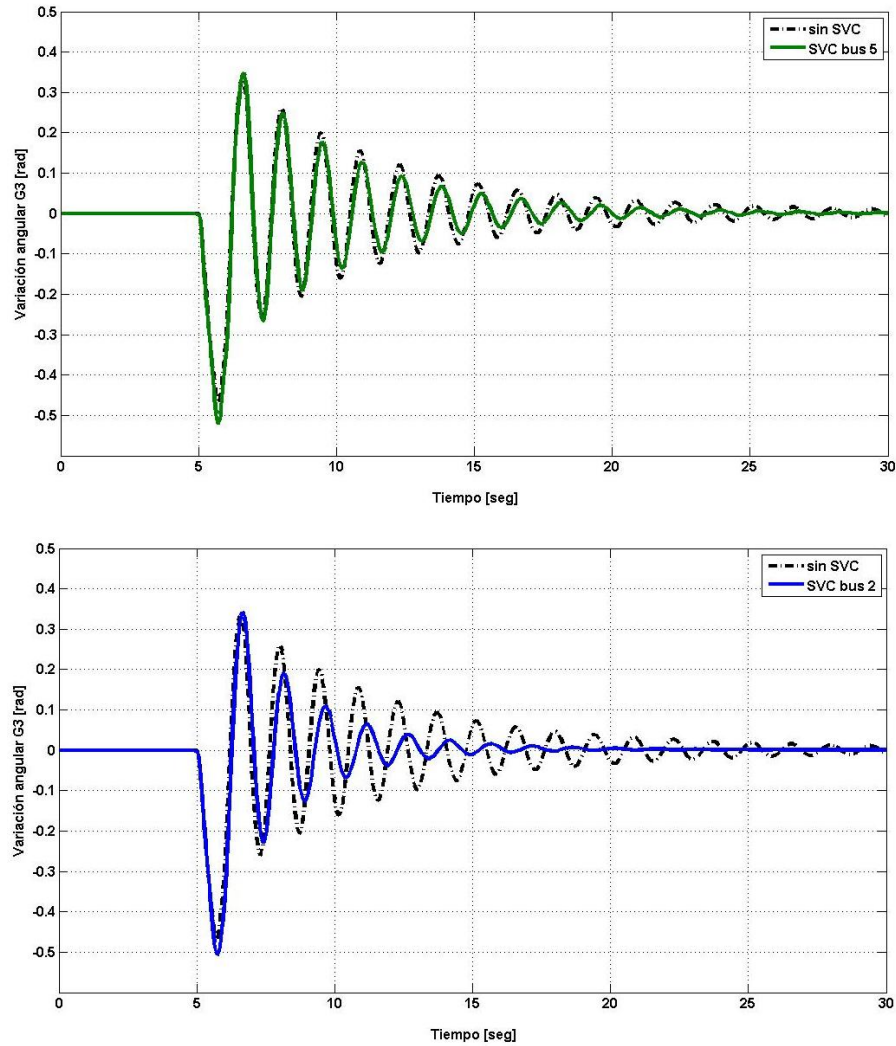 0.5
sin SVC
SVC bus 5
0.4
0.3
0.2
0.1
0
-0.1
-0.2
-0.3
-0.4
-0.5
Variación angular G3 [rad]
0 5 10 15 20 25 30
Tiempo [seg]
0.5
sin SVC
SVC bus 2
0.4
0.3
0.2
0.1
0
-0.1
-0.2
-0.3
-0.4
-0.5
Variación angular G3 [rad]
0 5 10 15 20 25 30
Tiempo [seg]